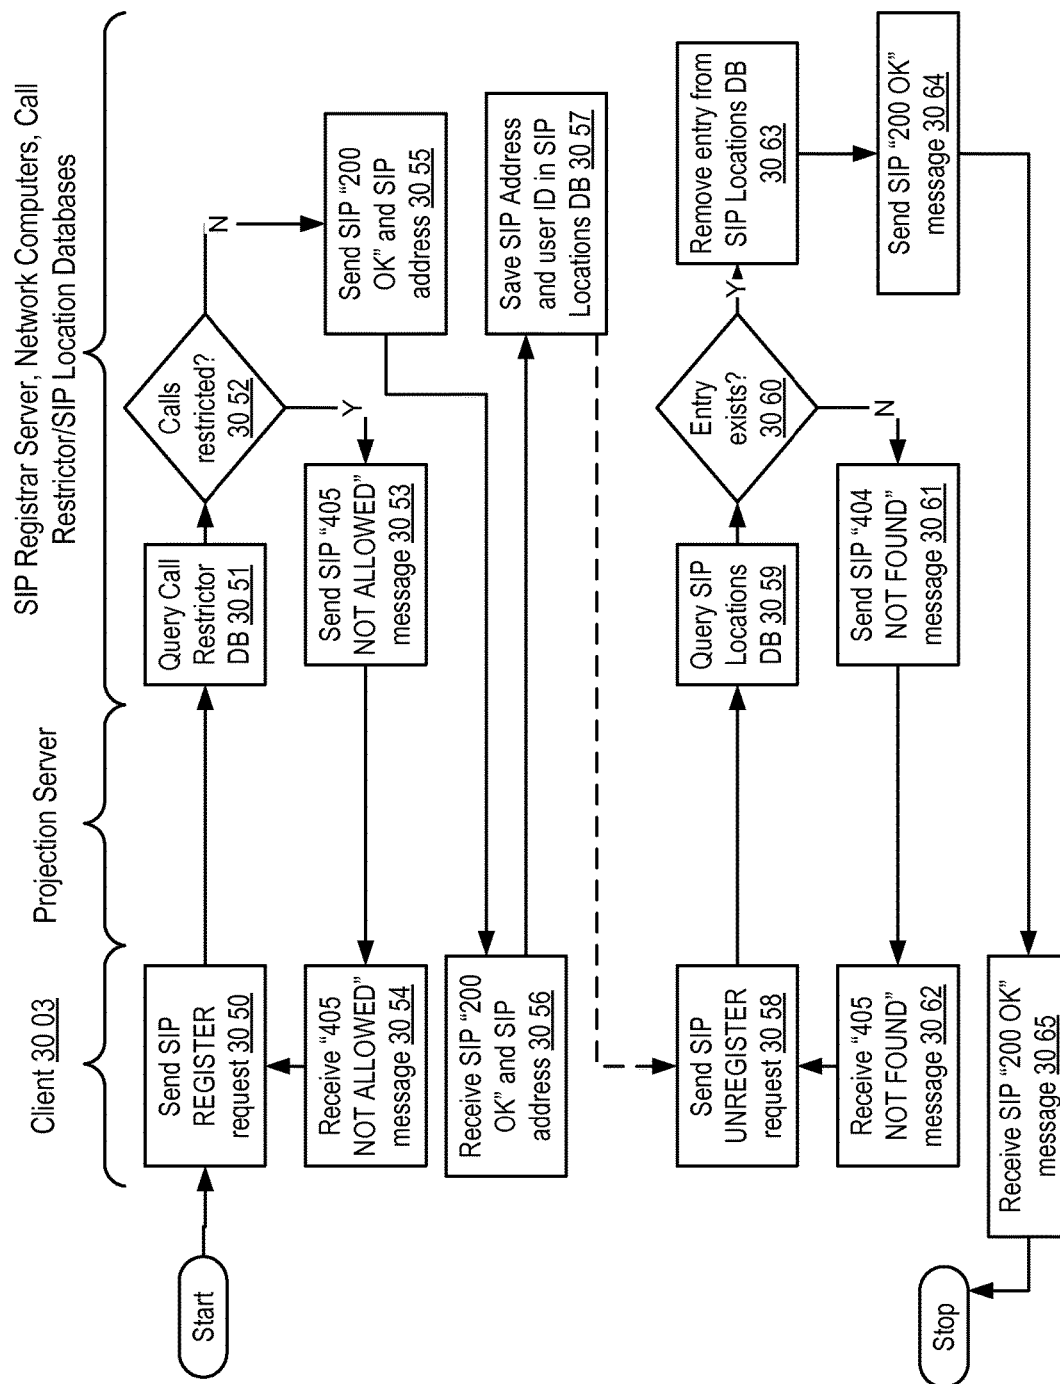 Client 30 03
Projection Server
SIP Registrar Server, Network Computers, Call
Restrictor/SIP Location Databases
Start
Send SIP
REGISTER
request 30 50
Query Call
Restrictor
DB 30 51
Calls
restricted?
30 52
N
Y
Receive “405
NOT ALLOWED”
message 30 54
Send SIP “405
NOT ALLOWED”
message 30 53
Send SIP “200
OK” and SIP
address 30 55
Receive SIP “200
OK” and SIP
address 30 56
Save SIP Address
and user ID in SIP
Locations DB 30 57
Send SIP
UNREGISTER
request 30 58
Query SIP
Locations
DB 30 59
Entry
exists?
30 60
Y
N
Remove entry from
SIP Locations DB
30 63
Receive “405
NOT FOUND”
message 30 62
Send SIP “404
NOT FOUND”
message 30 61
Send SIP “200 OK”
message 30 64
Stop
Receive SIP “200 OK”
message 30 65